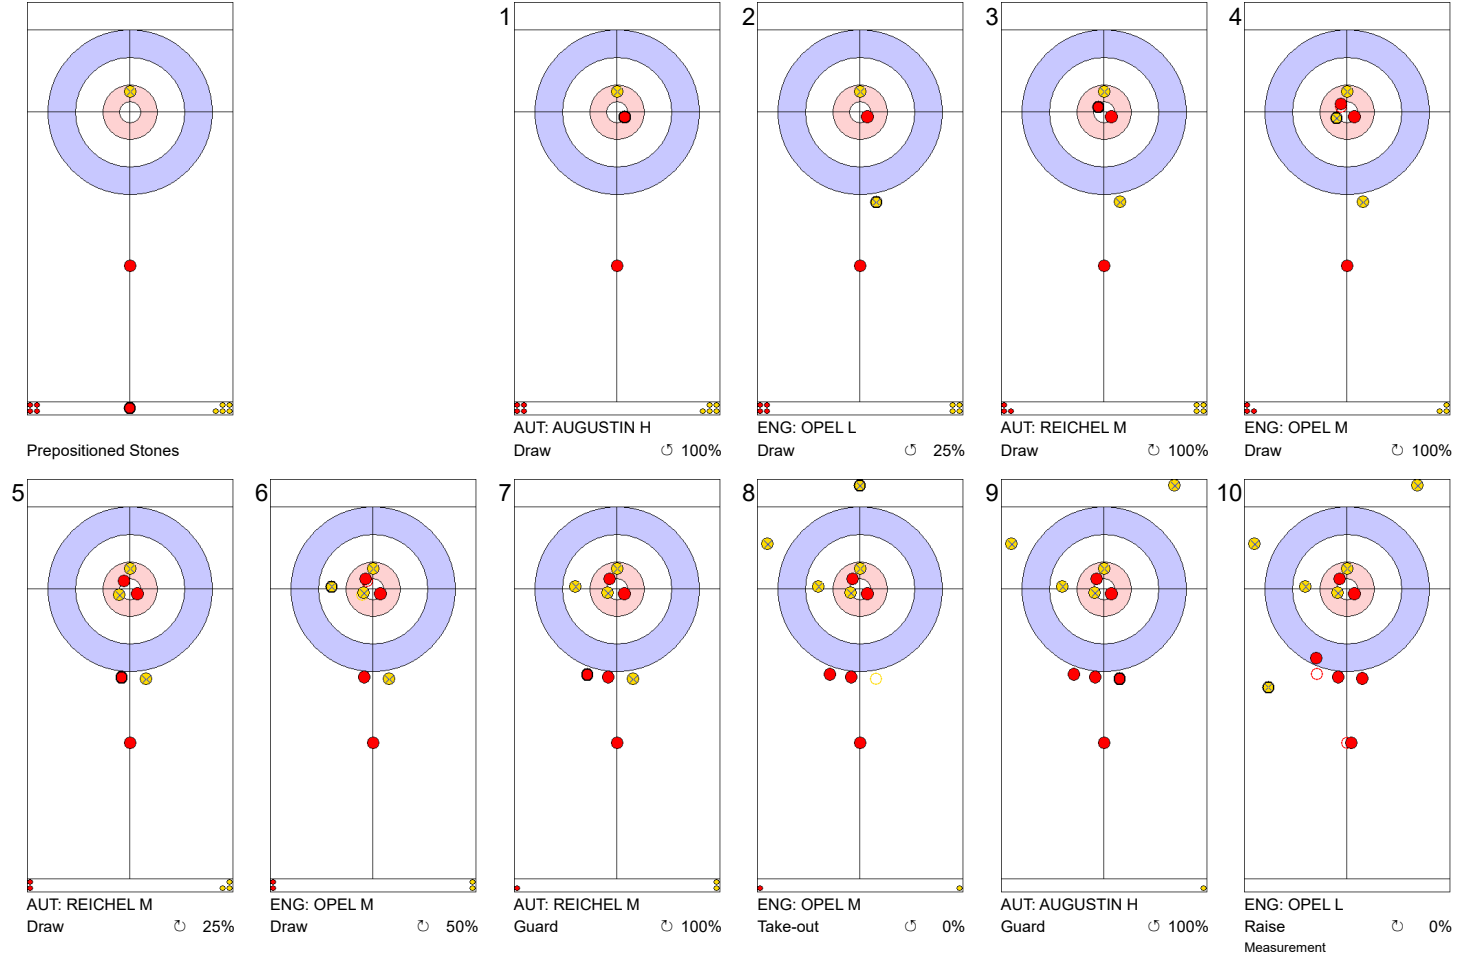 Prepositioned Stones
1
AUT: AUGUSTIN H
Draw ↻ 100%
2
ENG: OPEL L
Draw ↺ 25%
3
AUT: REICHEL M
Draw ↻ 100%
4
ENG: OPEL M
Draw ↻ 100%
5
AUT: REICHEL M
Draw ↻ 25%
6
ENG: OPEL M
Draw ↻ 50%
7
AUT: REICHEL M
Guard ↻ 100%
8
ENG: OPEL M
Take-out ↺ 0%
9
AUT: AUGUSTIN H
Guard ↺ 100%
10
ENG: OPEL L
Raise ↻ 0%
Measurement